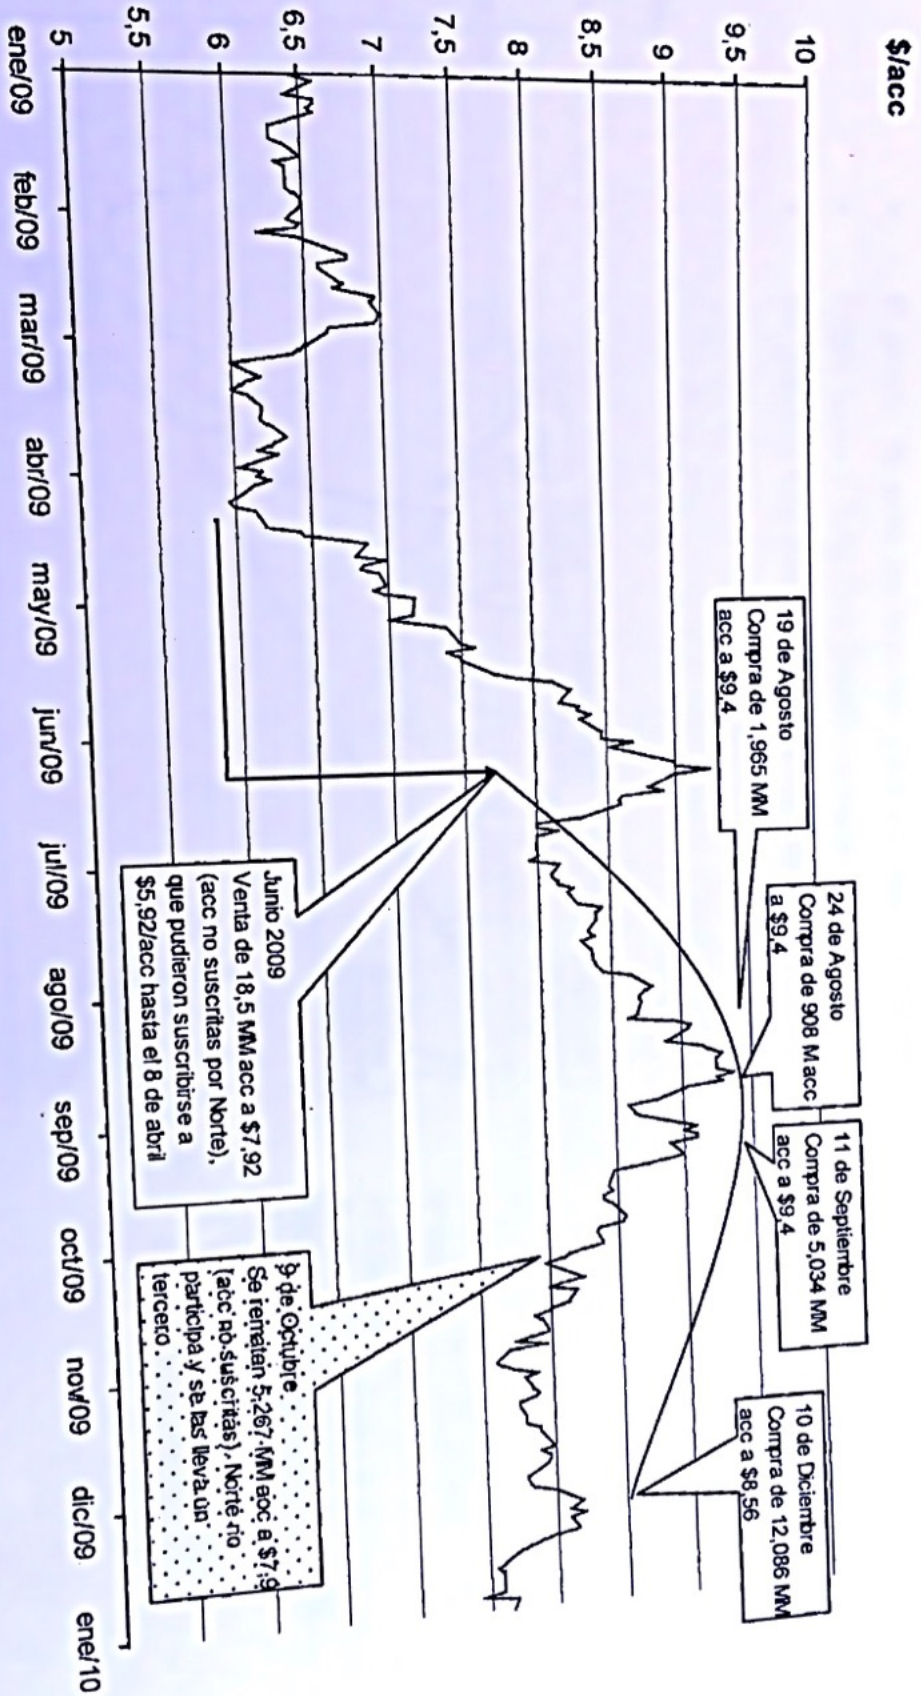 $/acc
10
9,5
9
8,5
8
7,5
7
6,5
6
5,5
5
ene/09
feb/09
mar/09
abr/09
may/09
jun/09
jul/09
ago/09
sep/09
oct/09
nov/09
dic/09
ene/10
19 de Agosto
Compra de 1,965 MM
acc a $9,4
24 de Agosto
Compra de 908 M acc
a $9,4
11 de Septiembre
Compra de 5,034 MM
acc a $9,4
10 de Diciembre
Compra de 12,086 MM
acc a $8,56
Junio 2009
Venta de 18,5 MM acc a $7,92
(acc no suscritas por Norte),
que pudieron suscribirse a
$5,92/acc hasta el 8 de abril
9 de Octubre
Se rematan 5,267 MM acc a $7,9
(acc no suscritas). Norte no
participa y se las lleva un
tercero